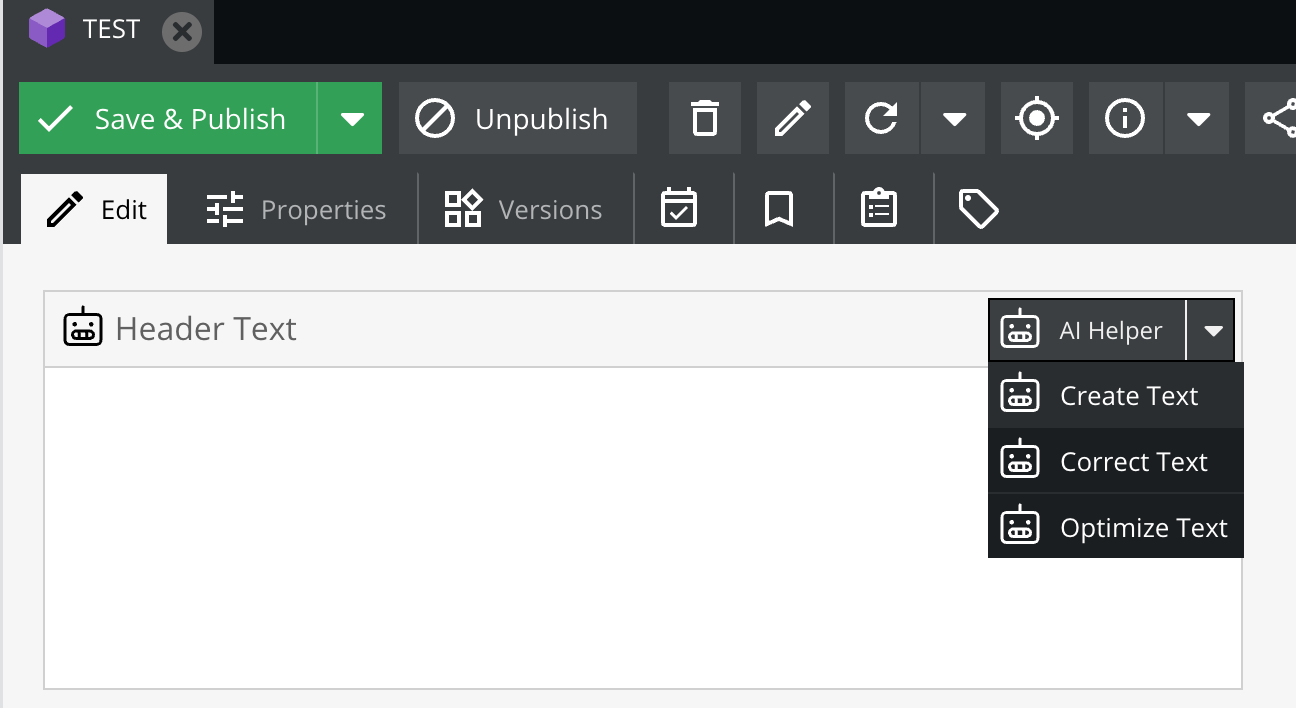 TEST
Save & Publish
Unpublish
Edit
Properties
Versions
Header Text
AI Helper
Create Text
Correct Text
Optimize Text